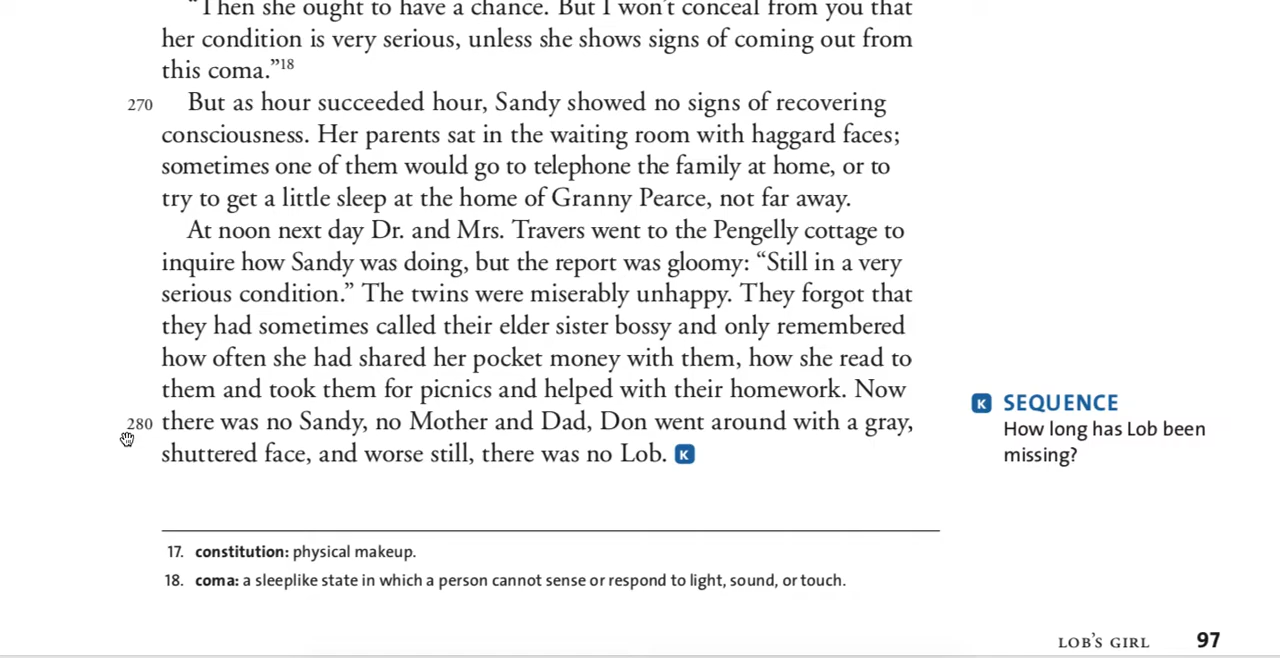 “Then she ought to have a chance. But I won’t conceal from you that
her condition is very serious, unless she shows signs of coming out from
this coma.”18
270 But as hour succeeded hour, Sandy showed no signs of recovering
consciousness. Her parents sat in the waiting room with haggard faces;
sometimes one of them would go to telephone the family at home, or to
try to get a little sleep at the home of Granny Pearce, not far away.
At noon next day Dr. and Mrs. Travers went to the Pengelly cottage to
inquire how Sandy was doing, but the report was gloomy: “Still in a very
serious condition.” The twins were miserably unhappy. They forgot that
they had sometimes called their elder sister bossy and only remembered
how often she had shared her pocket money with them, how she read to
them and took them for picnics and helped with their homework. Now
280 there was no Sandy, no Mother and Dad, Don went around with a gray,
shuttered face, and worse still, there was no Lob. K
K SEQUENCE
How long has Lob been
missing?
17. constitution: physical makeup.
18. coma: a sleeplike state in which a person cannot sense or respond to light, sound, or touch.
LOB’S GIRL 97